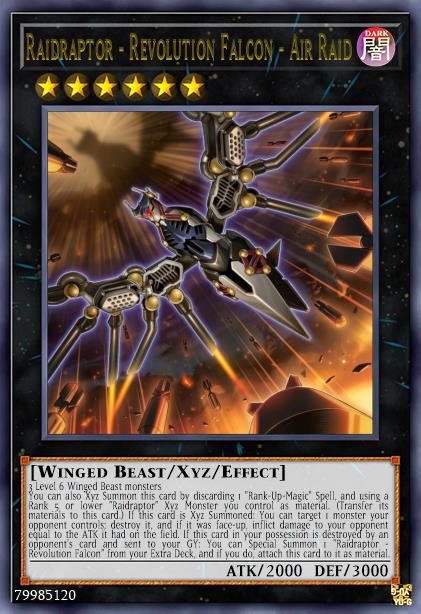 Raidraptor - Revolution Falcon - Air Raid
DARK
闇
[Winged Beast/Xyz/Effect]
3 Level 6 Winged Beast monsters
You can also Xyz Summon this card by discarding 1 "Rank-Up-Magic" Spell, and using a
Rank 5 or lower "Raidraptor" Xyz Monster you control as material. (Transfer its
materials to this card.) If this card is Xyz Summoned: You can target 1 monster your
opponent controls; destroy it, and if it was face-up, inflict damage to your opponent
equal to the ATK it had on the field. If this card in your possession is destroyed by an
opponent's card and sent to your GY: You can Special Summon 1 "Raidraptor -
Revolution Falcon" from your Extra Deck, and if you do, attach this card to it as material.
ATK/2000 DEF/3000
79985120